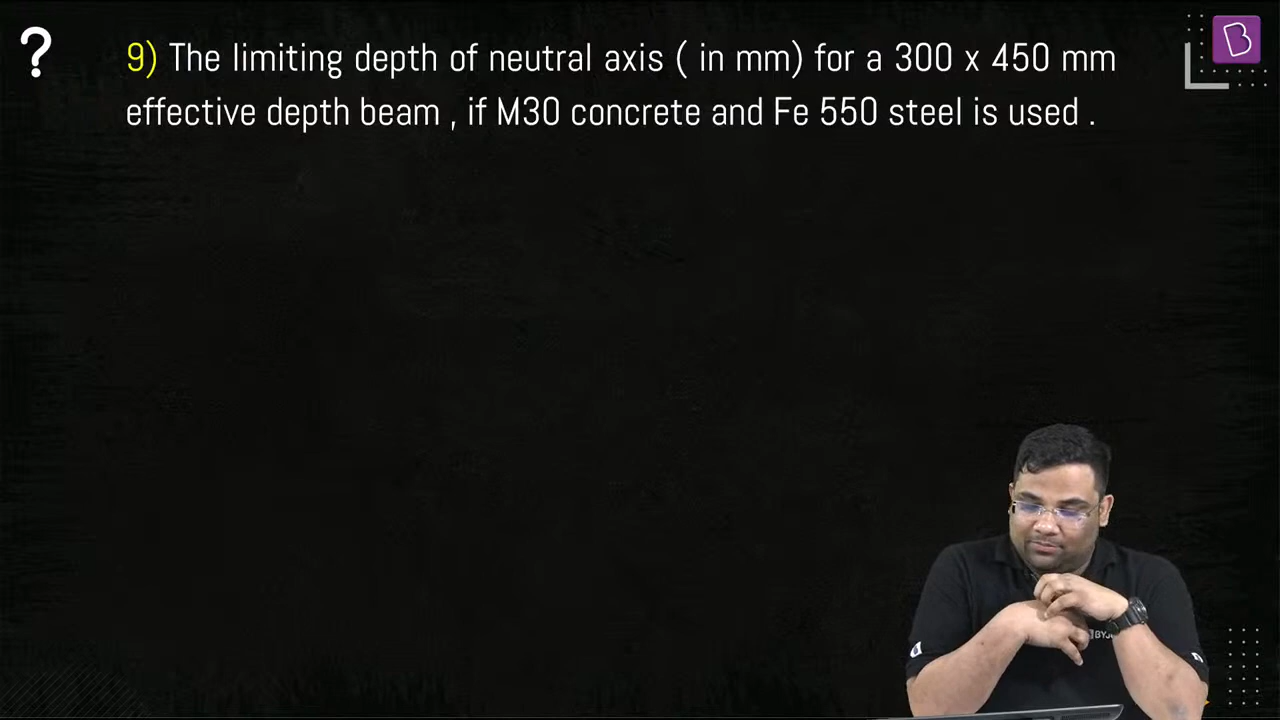 ?
9) The limiting depth of neutral axis ( in mm) for a 300 x 450 mm
effective depth beam , if M30 concrete and Fe 550 steel is used .
B